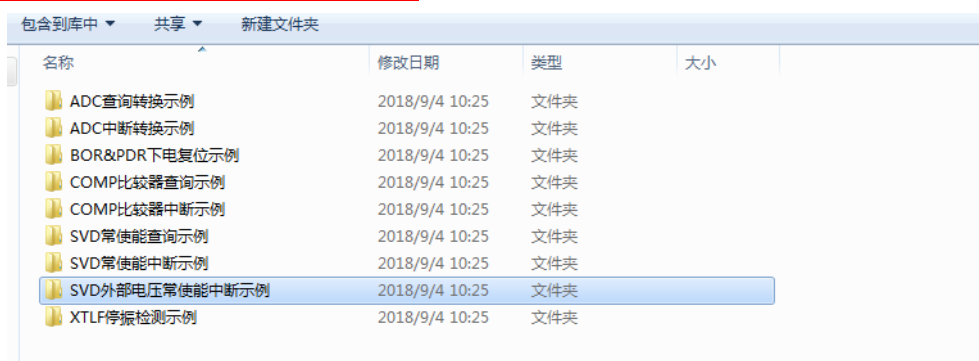 包含到库中 共享 新建文件夹
名称 修改日期 类型 大小
ADC查询转换示例 2018/9/4 10:25 文件夹
ADC中断转换示例 2018/9/4 10:25 文件夹
BOR&PDR下电复位示例 2018/9/4 10:25 文件夹
COMP比较器查询示例 2018/9/4 10:25 文件夹
COMP比较器中断示例 2018/9/4 10:25 文件夹
SVD常使能查询示例 2018/9/4 10:25 文件夹
SVD常使能中断示例 2018/9/4 10:25 文件夹
SVD外部电压常使能中断示例 2018/9/4 10:25 文件夹
XTLF停振检测示例 2018/9/4 10:25 文件夹